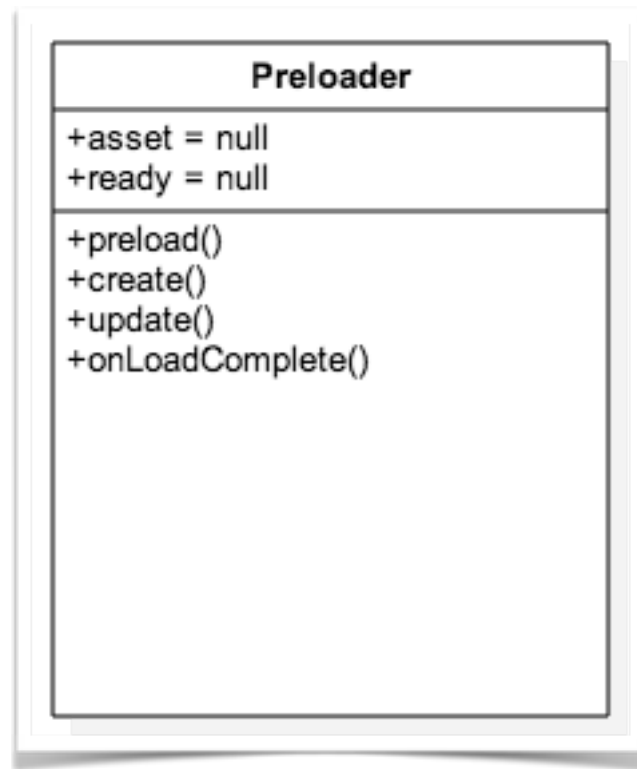 Preloader
+asset = null
+ready = null
+preload()
+create()
+update()
+onLoadComplete()